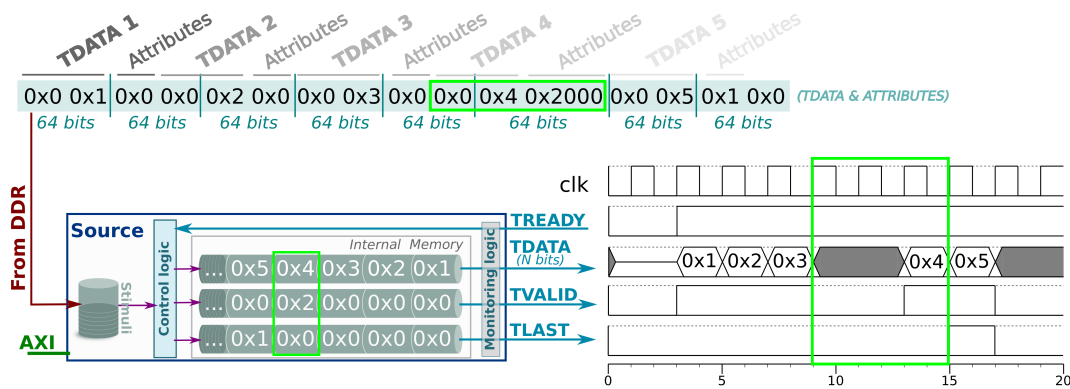 TDATA 1 Attributes TDATA 2 Attributes TDATA 3 Attributes TDATA 4 Attributes TDATA 5 Attributes
0x0 0x1 0x0 0x0 0x2 0x0 0x0 0x3 0x0 0x0 0x4 0x2000 0x0 0x5 0x1 0x0 (TDATA & ATTRIBUTES)
64 bits 64 bits 64 bits 64 bits 64 bits 64 bits 64 bits 64 bits
From DDR
Source
Stimuli
AXI
Control logic
Internal Memory
... 0x5 0x4 0x3 0x2 0x1
... 0x0 0x2 0x0 0x0 0x0
... 0x1 0x0 0x0 0x0 0x0
Monitoring logic
TREADY
TDATA
(N bits)
TVALID
TLAST
clk
0x1 0x2 0x3 0x4 0x5
0 5 10 15 20